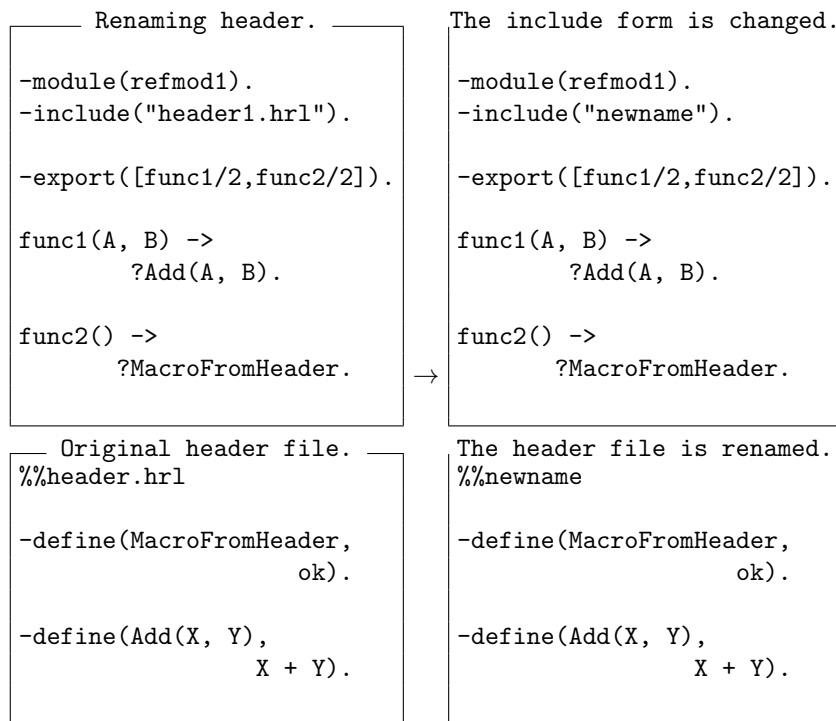 Renaming header.
-module(refmod1).
-include("header1.hrl").
-export([func1/2,func2/2]).
func1(A, B) ->
?Add(A, B).
func2() ->
?MacroFromHeader.
→
The include form is changed.
-module(refmod1).
-include("newname").
-export([func1/2,func2/2]).
func1(A, B) ->
?Add(A, B).
func2() ->
?MacroFromHeader.
Original header file.
%%header.hrl
-define(MacroFromHeader,
ok).
-define(Add(X, Y),
X + Y).
The header file is renamed.
%%newname
-define(MacroFromHeader,
ok).
-define(Add(X, Y),
X + Y).